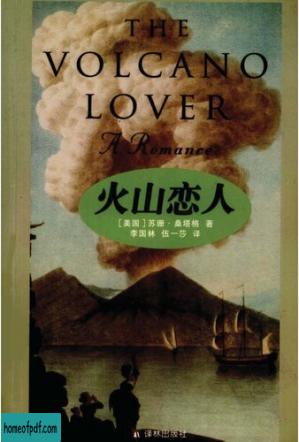 THE
VOLCANO
LOVER
A Romance
火山恋人
［美国］苏珊·桑塔格 著
李国林 伍一莎 译
译林出版社
homeofpdf.com